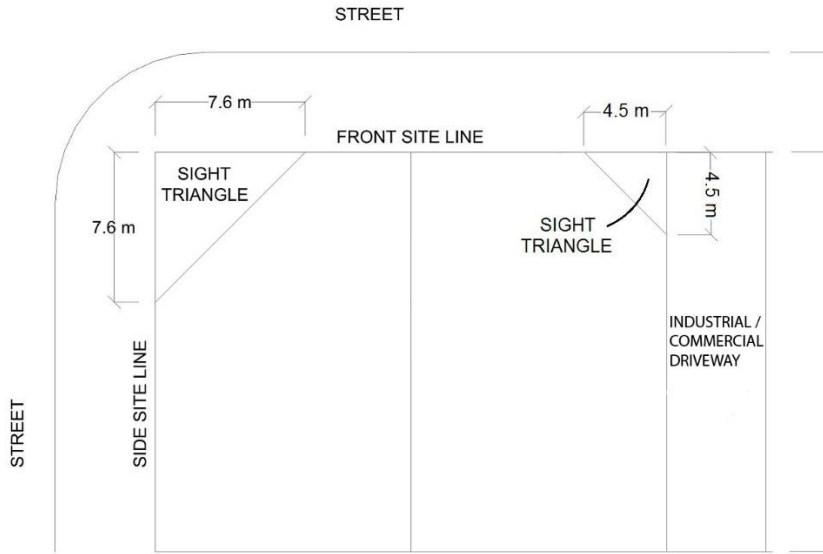 STREET
7.6 m
4.5 m
FRONT SITE LINE
SIGHT
TRIANGLE
4.5 m
7.6 m
SIGHT
TRIANGLE
INDUSTRIAL /
COMMERCIAL
DRIVEWAY
SIDE SITE LINE
STREET